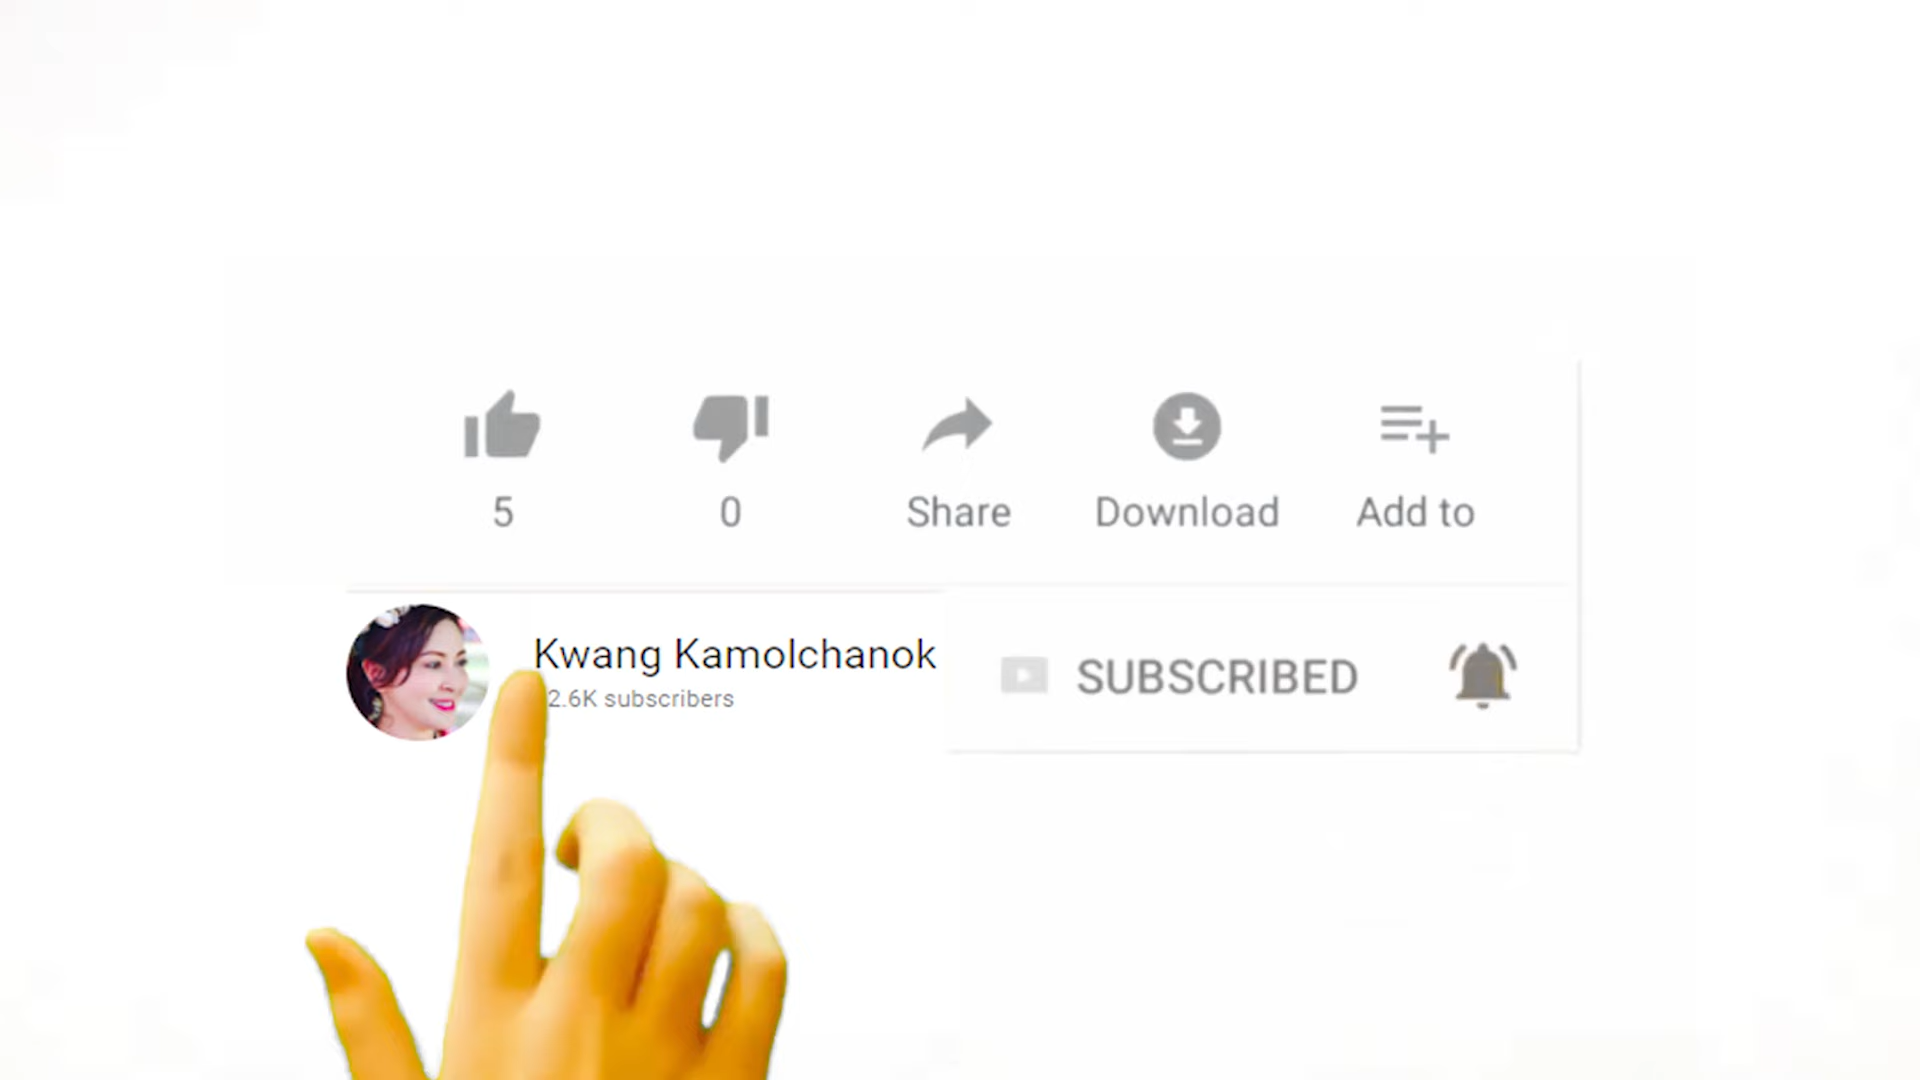 5
0
Share
Download
Add to
Kwang Kamolchanok
2.6K subscribers
SUBSCRIBED